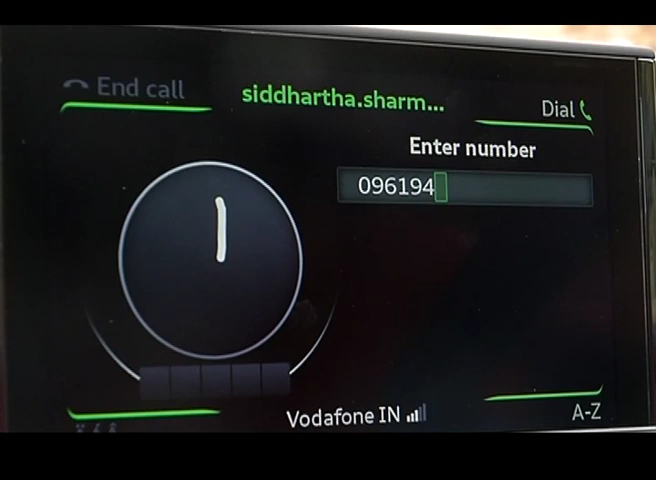 End call
siddhartha.sharm...
Dial
Enter number
096194
Vodafone IN
A-Z